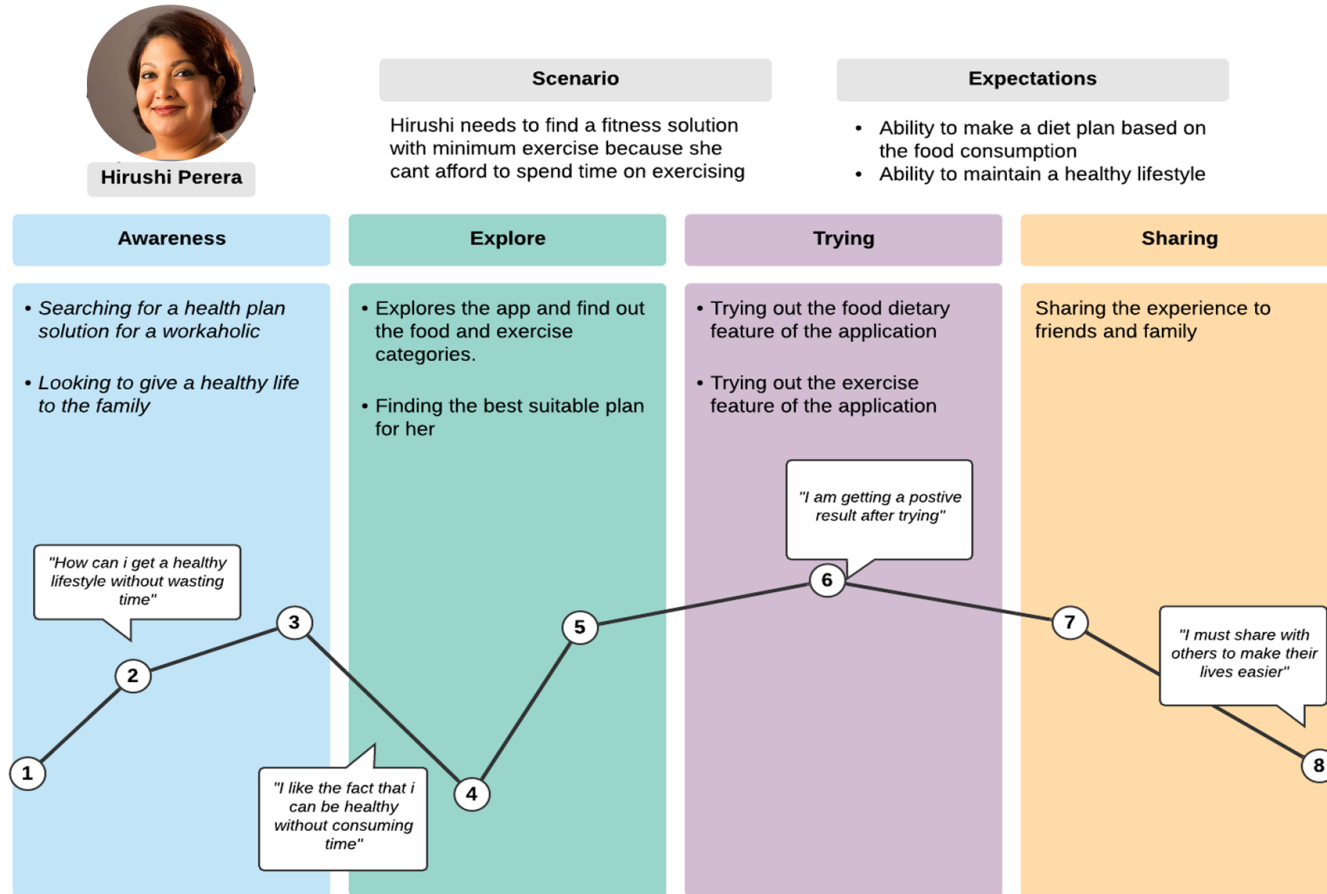 Hirushi Perera
Scenario
Hirushi needs to find a fitness solution
with minimum exercise because she
cant afford to spend time on exercising
Expectations
• Ability to make a diet plan based on
the food consumption
• Ability to maintain a healthy lifestyle
Awareness
• Searching for a health plan
solution for a workaholic
• Looking to give a healthy life
to the family
"How can i get a healthy
lifestyle without wasting
time"
1
2
3
Explore
• Explores the app and find out
the food and exercise
categories.
• Finding the best suitable plan
for her
"I like the fact that i
can be healthy
without consuming
time"
4
5
Trying
• Trying out the food dietary
feature of the application
• Trying out the exercise
feature of the application
"I am getting a postive
result after trying"
6
Sharing
Sharing the experience to
friends and family
7
"I must share with
others to make their
lives easier"
8